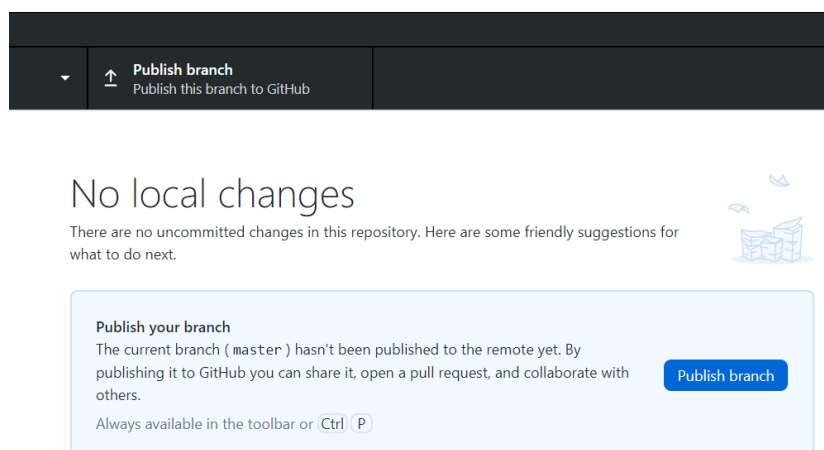 Publish branch
Publish this branch to GitHub
No local changes
There are no uncommitted changes in this repository. Here are some friendly suggestions for
what to do next.
Publish your branch
The current branch ( master ) hasn't been published to the remote yet. By
publishing it to GitHub you can share it, open a pull request, and collaborate with
others.
Publish branch
Always available in the toolbar or Ctrl P